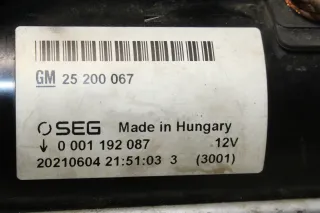 GM 25 200 067
SEG Made in Hungary
↓ 0 001 192 087 12V
20210604 21:51:03 3 (3001)